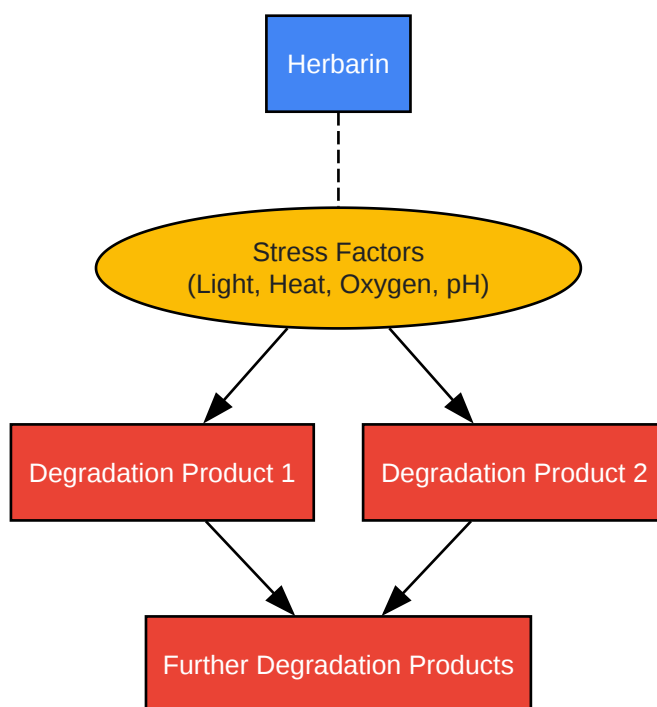 Herbarin
Stress Factors
(Light, Heat, Oxygen, pH)
Degradation Product 1
Degradation Product 2
Further Degradation Products